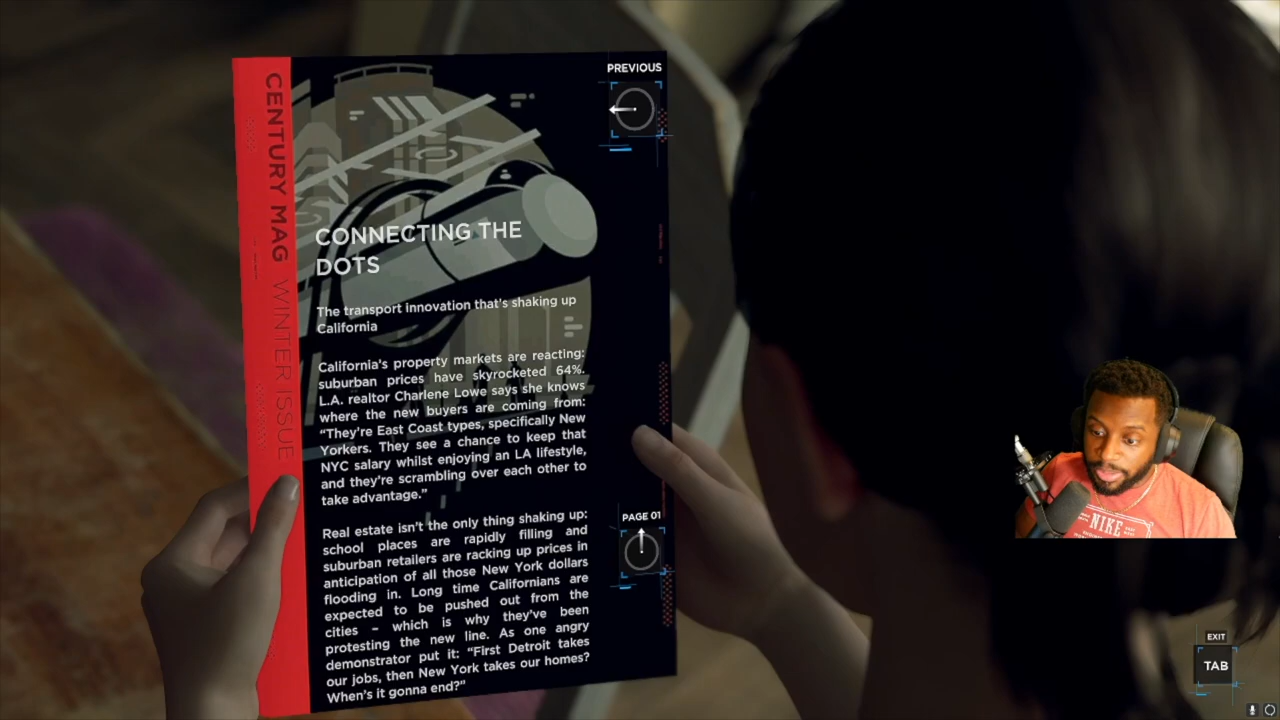 PREVIOUS
CENTURY MAG WINTER ISSUE
CONNECTING THE
DOTS
The transport innovation that's shaking up
California
California's property markets are reacting:
suburban prices have skyrocketed 64%.
L.A. realtor Charlene Lowe says she knows
where the new buyers are coming from:
"They're East Coast types, specifically New
Yorkers. They see a chance to keep that
NYC salary whilst enjoying an LA lifestyle,
and they're scrambling over each other to
take advantage."
Real estate isn't the only thing shaking up:
school places are rapidly filling and
suburban retailers are racking up prices in
anticipation of all those New York dollars
flooding in. Long time Californians are
expected to be pushed out from the
cities – which is why they've been
protesting the new line. As one angry
demonstrator put it: "First Detroit takes
our jobs, then New York takes our homes?
When's it gonna end?"
PAGE 01
NIKE
EXIT
TAB